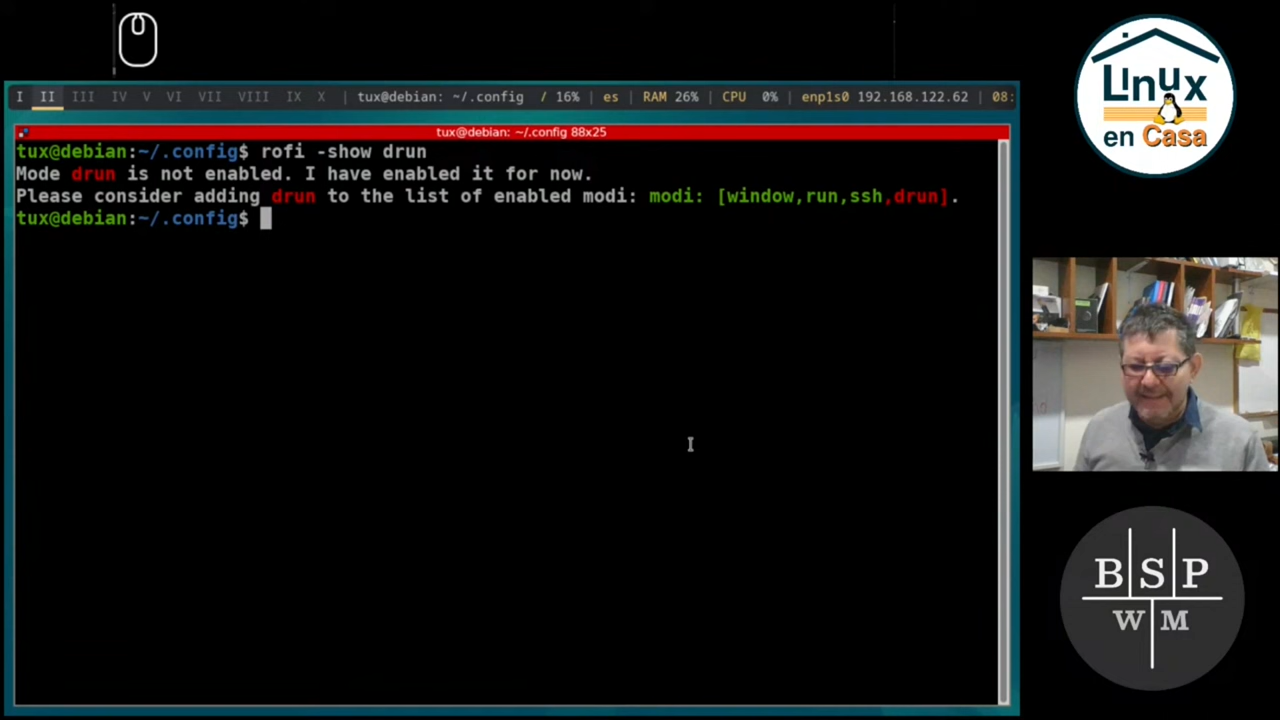 I II III IV V VI VII VIII IX X | tux@debian: ~/.config / 16% | es | RAM 26% | CPU 0% | enp1s0 192.168.122.62 | 08:
tux@debian: ~/.config 88x25
tux@debian:~/.config$ rofi -show drun
Mode drun is not enabled. I have enabled it for now.
Please consider adding drun to the list of enabled modi: modi: [window,run,ssh,drun].
tux@debian:~/.config$
LInux
en Casa
BSP
WM